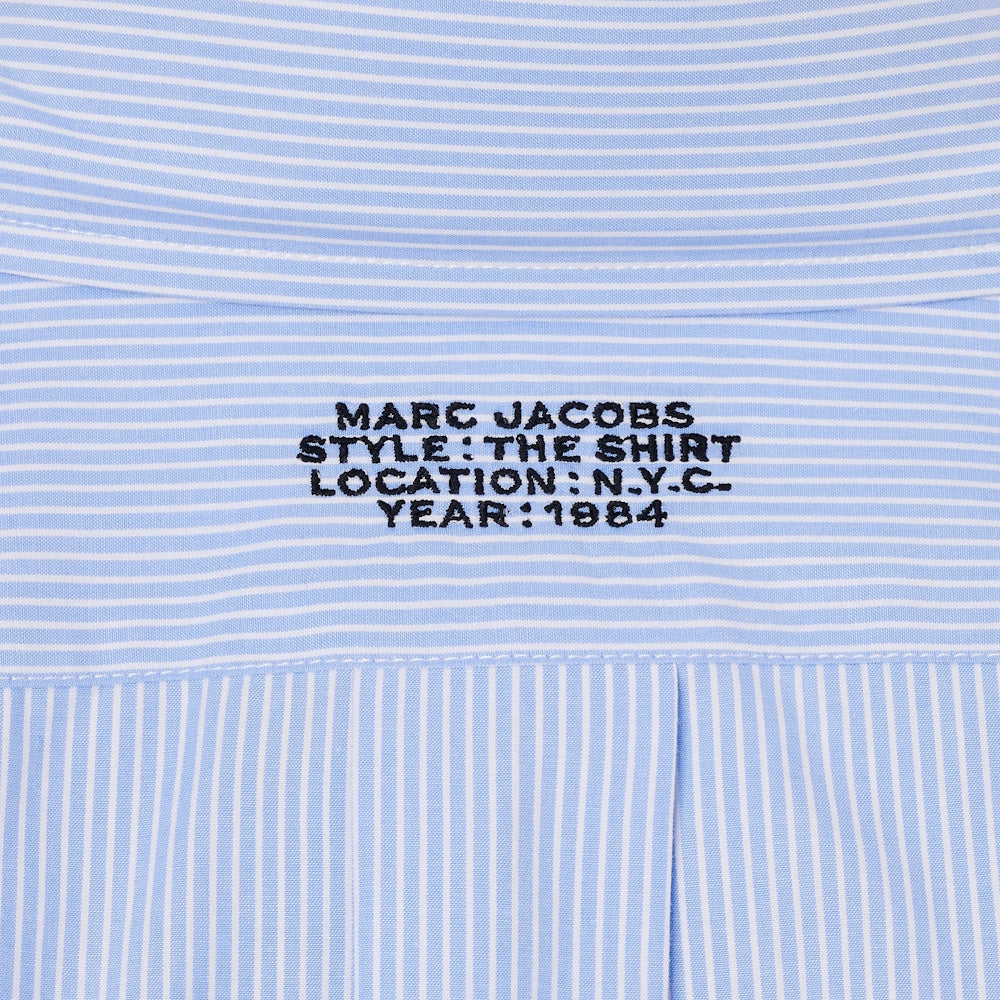 MARC JACOBS
STYLE: THE SHIRT
LOCATION: N.Y.C.
YEAR: 1984